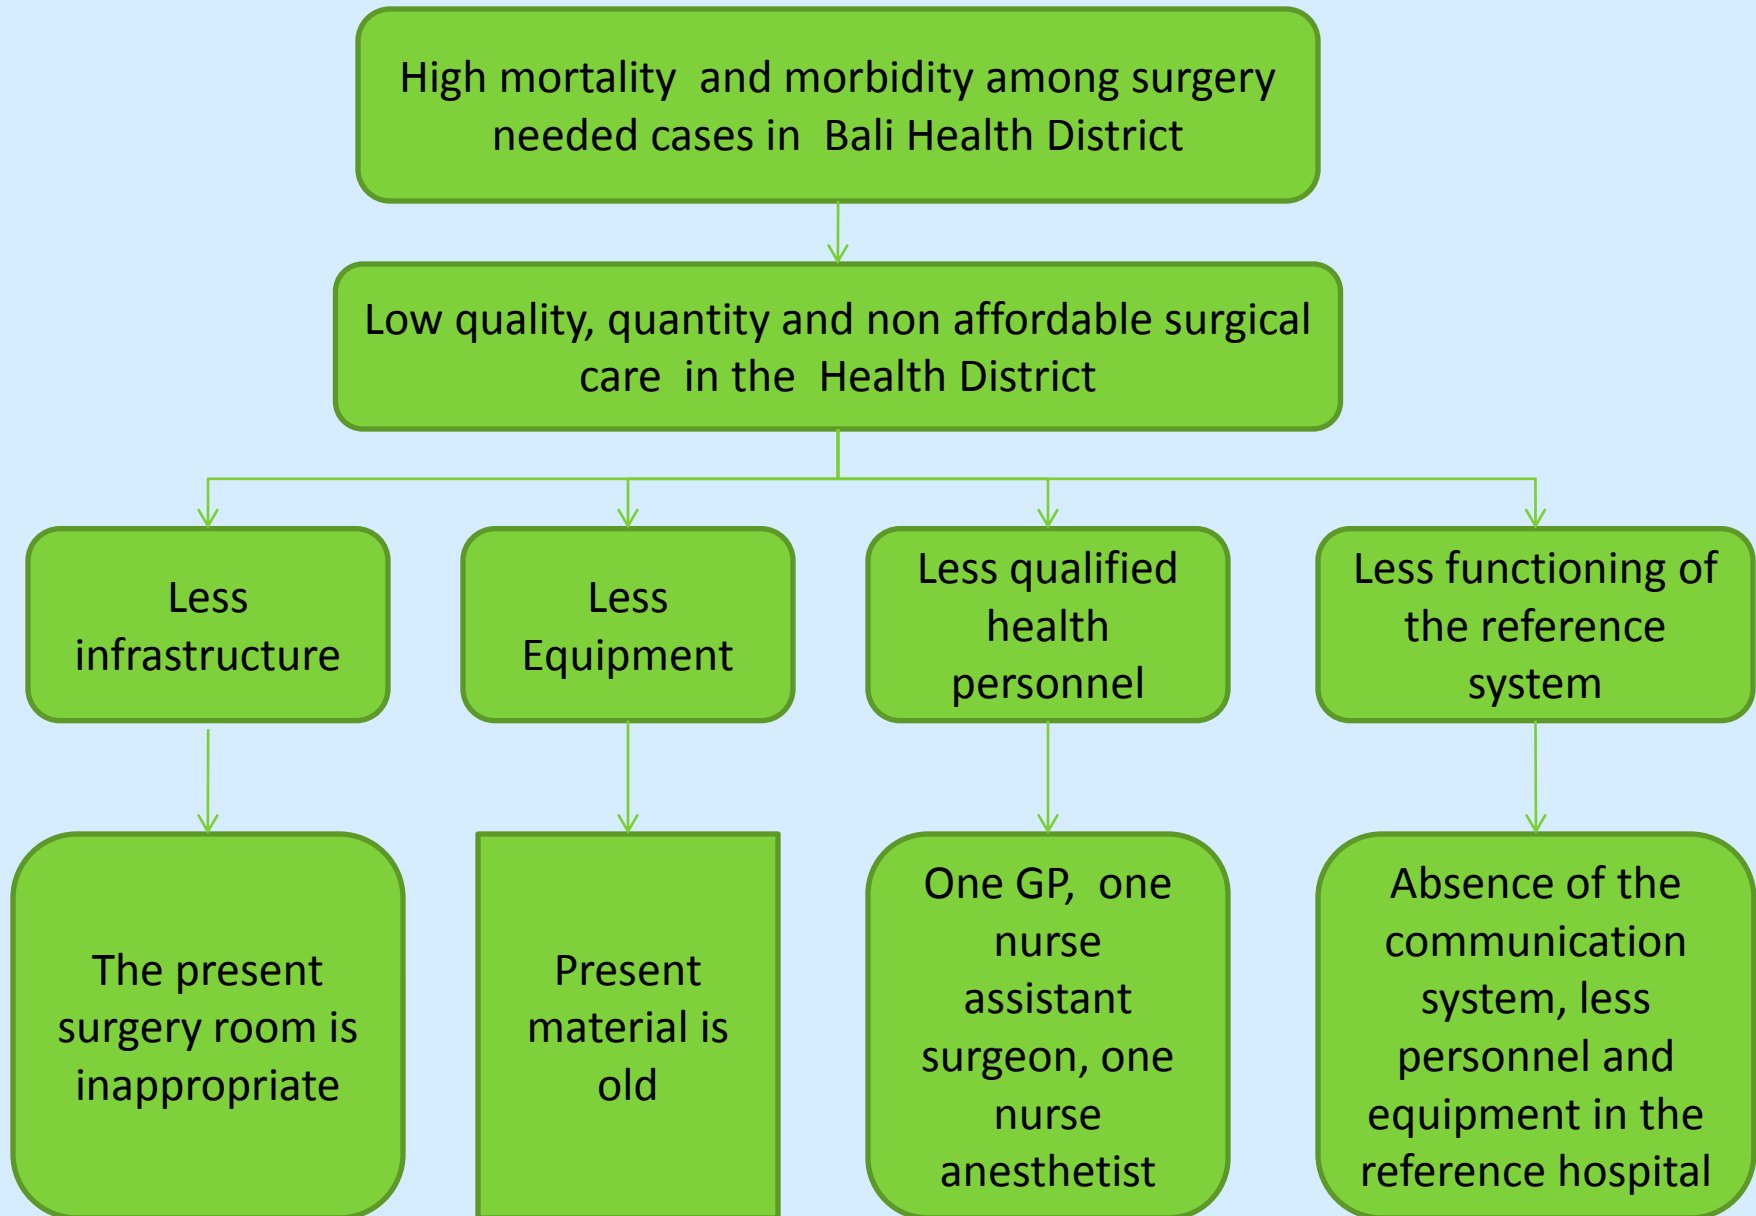 High mortality and morbidity among surgery
needed cases in Bali Health District
Low quality, quantity and non affordable surgical
care in the Health District
Less
infrastructure
Less
Equipment
Less qualified
health
personnel
Less functioning of
the reference
system
The present
surgery room is
inappropriate
Present
material is
old
One GP, one
nurse
assistant
surgeon, one
nurse
anesthetist
Absence of the
communication
system, less
personnel and
equipment in the
reference hospital